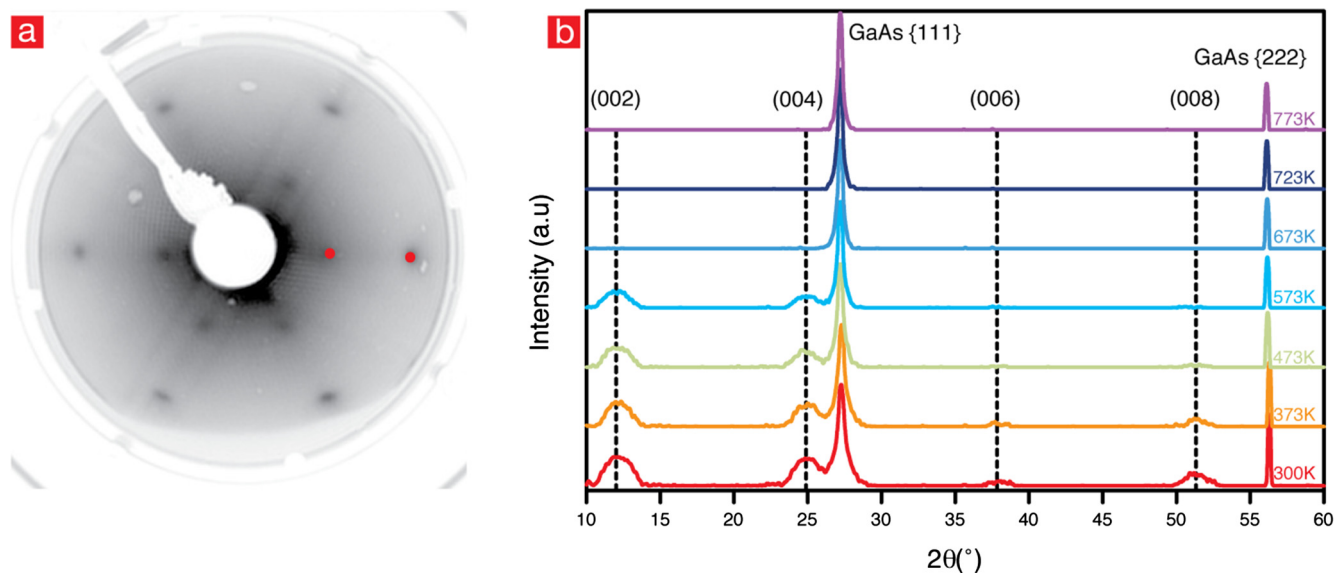 a
b
GaAs {111}
GaAs {222}
(002)
(004)
(006)
(008)
773K
723K
673K
573K
473K
373K
300K
Intensity (a.u)
10
15
20
25
30
35
40
45
50
55
60
2θ(°)